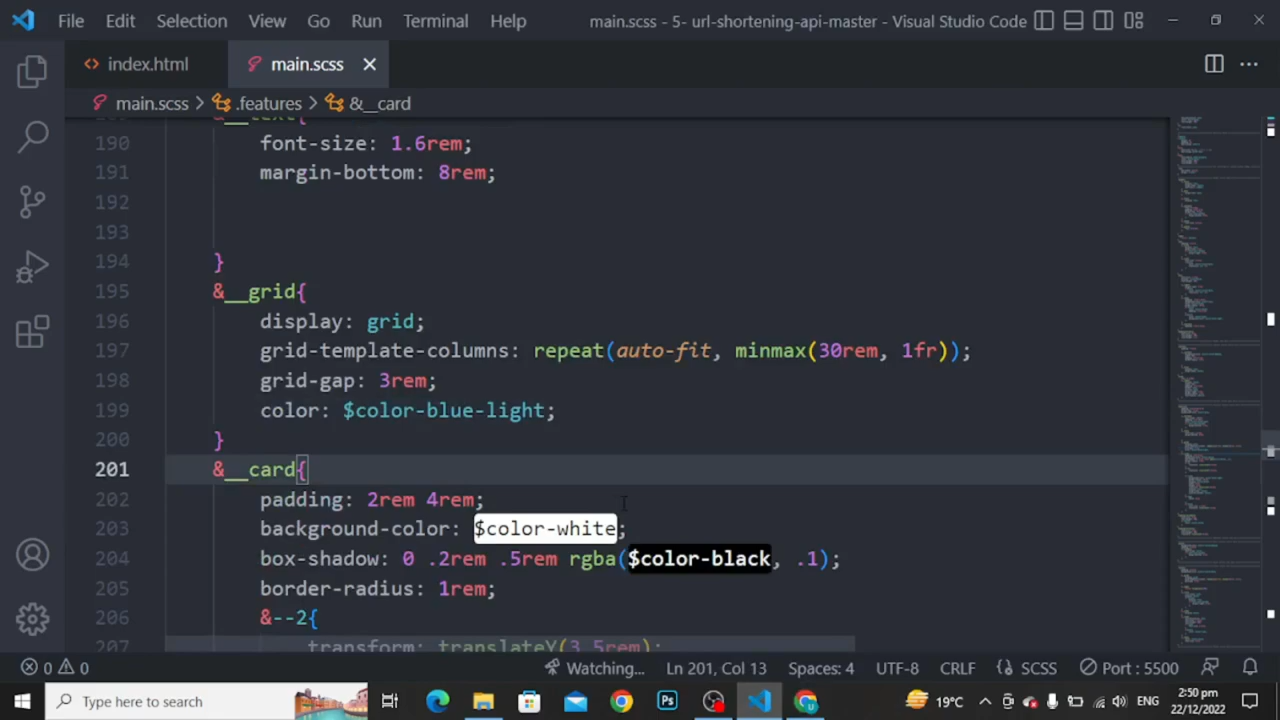 File Edit Selection View Go Run Terminal Help main.scss - 5- url-shortening-api-master - Visual Studio Code
index.html main.scss
main.scss > .features > &__card
&__text{
190 font-size: 1.6rem;
191 margin-bottom: 8rem;
192
193
194 }
195 &__grid{
196 display: grid;
197 grid-template-columns: repeat(auto-fit, minmax(30rem, 1fr));
198 grid-gap: 3rem;
199 color: $color-blue-light;
200 }
201 &__card{
202 padding: 2rem 4rem;
203 background-color: $color-white;
204 box-shadow: 0 .2rem .5rem rgba($color-black, .1);
205 border-radius: 1rem;
206 &--2{
207 transform: translateY(3.5rem);
0 0 Watching... Ln 201, Col 13 Spaces: 4 UTF-8 CRLF SCSS Port : 5500
Type here to search 19°C ENG 2:50 pm
22/12/2022